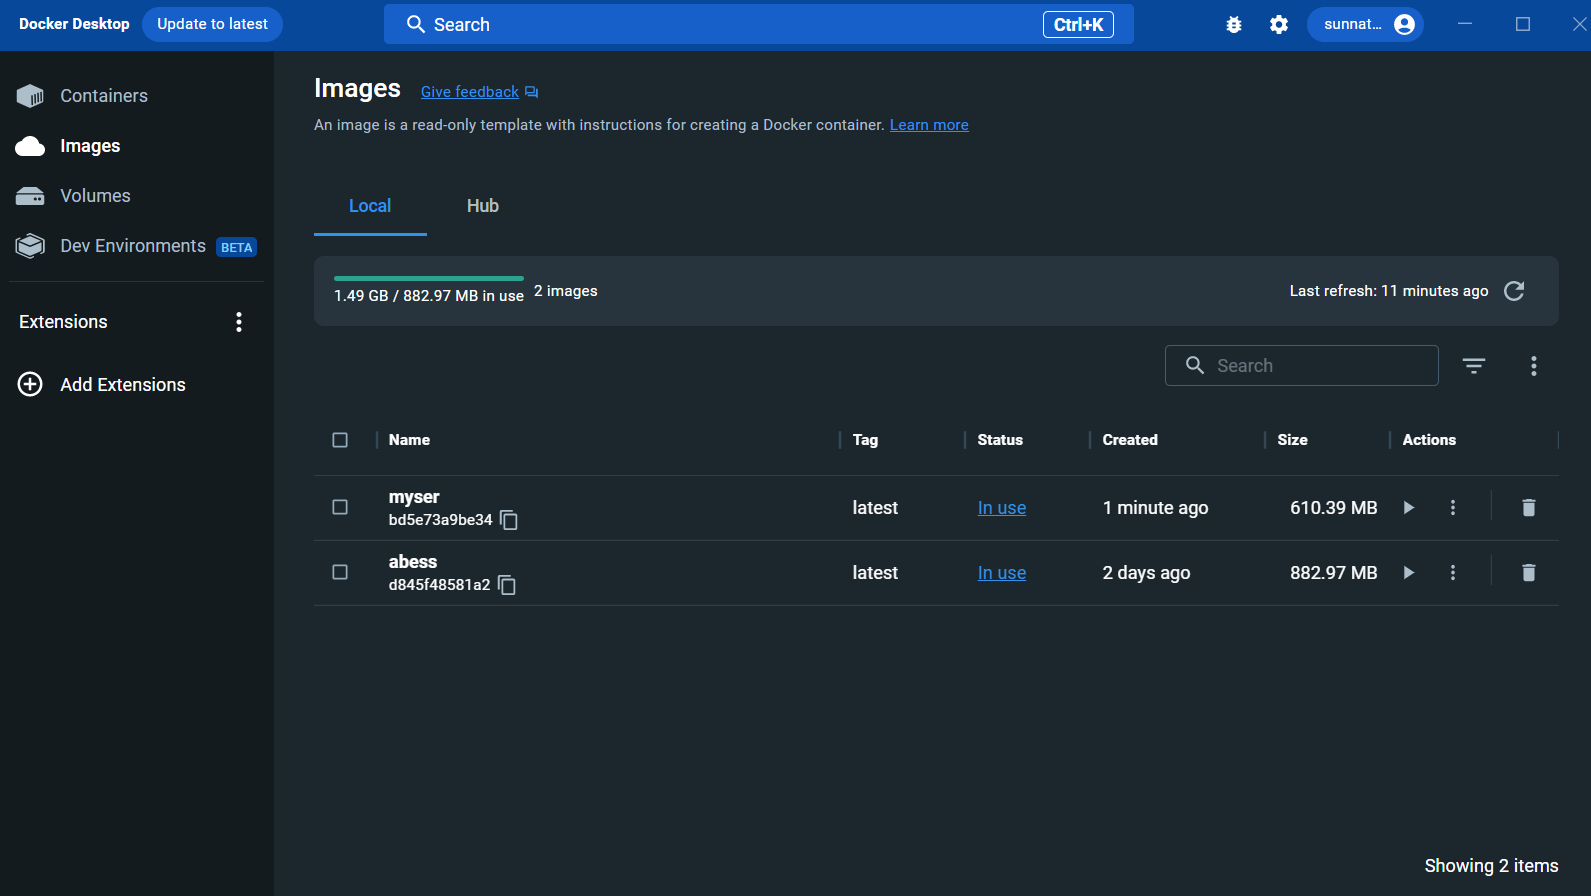 Docker Desktop Update to latest Search Ctrl+K sunnat...
Containers
Images
Volumes
Dev Environments BETA
Extensions
Add Extensions
Images Give feedback
An image is a read-only template with instructions for creating a Docker container. Learn more
Local Hub
1.49 GB / 882.97 MB in use 2 images Last refresh: 11 minutes ago
Search
Name Tag Status Created Size Actions
myser
bd5e73a9be34 latest In use 1 minute ago 610.39 MB
abess
d845f48581a2 latest In use 2 days ago 882.97 MB
Showing 2 items